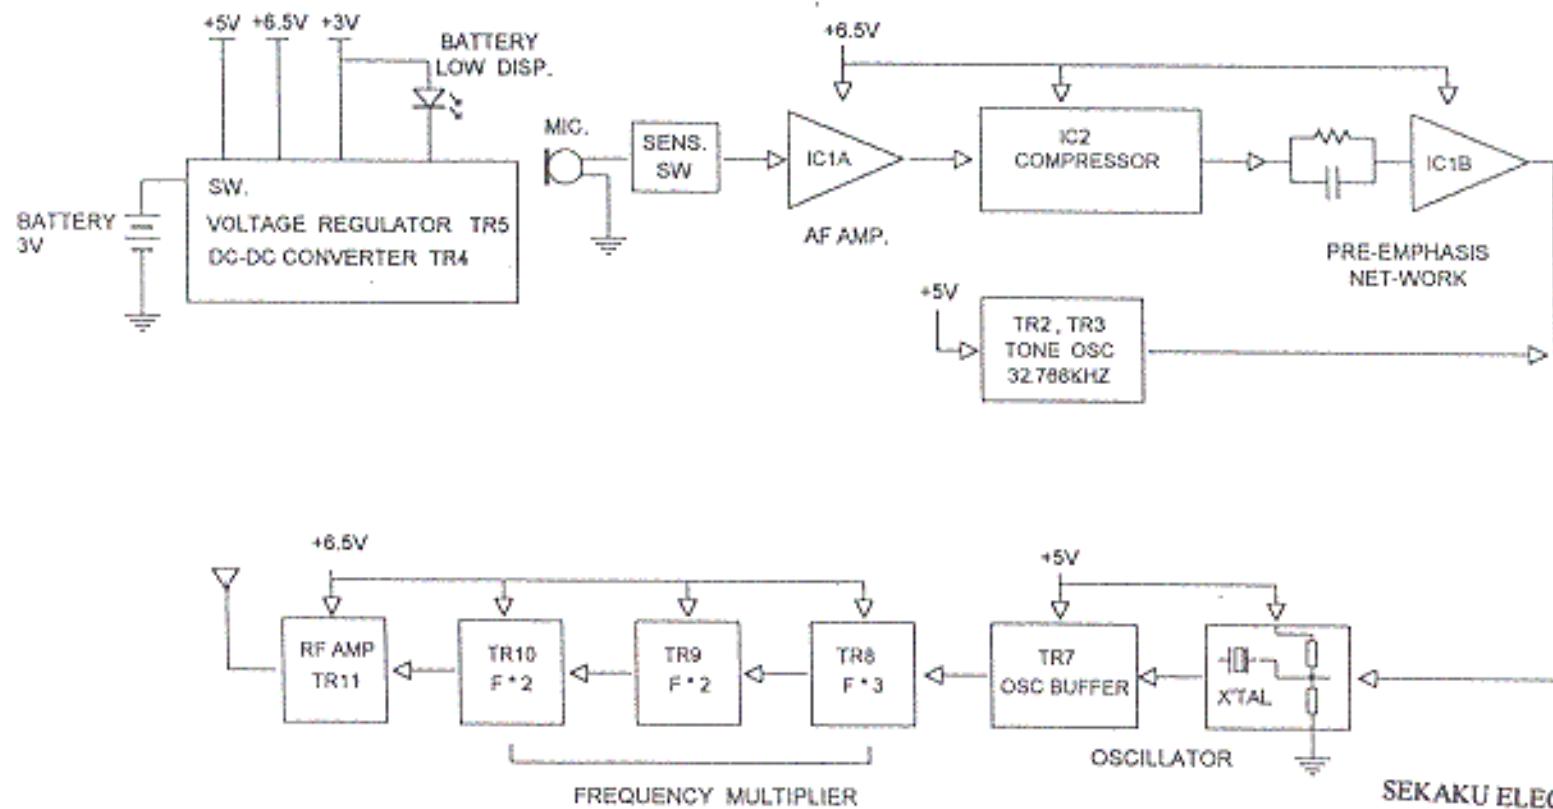 +5V +6.5V +3V
BATTERY
LOW DISP.
SW.
VOLTAGE REGULATOR TR5
DC-DC CONVERTER TR4
BATTERY
3V
MIC.
SENS.
SW
+6.5V
IC1A
AF AMP.
IC2
COMPRESSOR
IC1B
PRE-EMPHASIS
NET-WORK
+5V
TR2, TR3
TONE OSC
32.768KHZ
+6.5V
RF AMP
TR11
TR10
F*2
TR9
F*2
TR8
F*3
FREQUENCY MULTIPLIER
+5V
TR7
OSC BUFFER
X'TAL
OSCILLATOR
SEKAKU